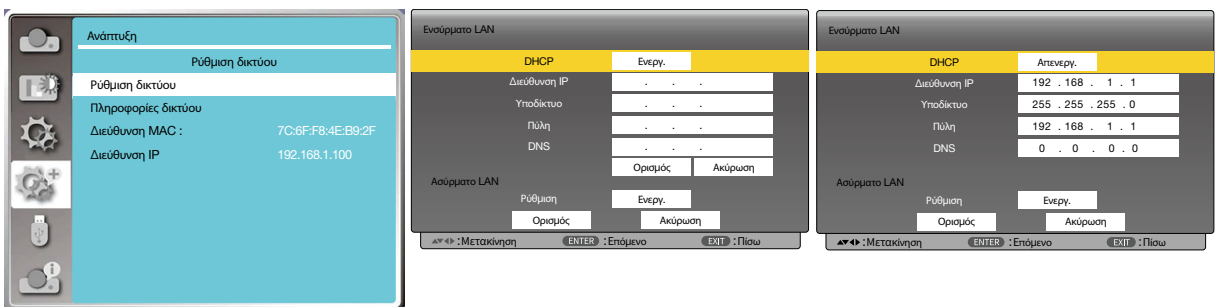 Ανάπτυξη
Ρύθμιση δικτύου
Ρύθμιση δικτύου
Πληροφορίες δικτύου
Διεύθυνση MAC : 7C:6F:F8:4E:B9:2F
Διεύθυνση IP 192.168.1.100
Ενσύρματο LAN
DHCP Ενεργ.
Διεύθυνση IP . . .
Υποδίκτυο . . .
Πύλη . . .
DNS . . .
Ορισμός Ακύρωση
Ασύρματο LAN
Ρύθμιση Ενεργ.
Ορισμός Ακύρωση
:Μετακίνηση ENTER :Επόμενο EXIT :Πίσω
Ενσύρματο LAN
DHCP Απενεργ.
Διεύθυνση IP 192 . 168 . 1 . 1
Υποδίκτυο 255 . 255 . 255 . 0
Πύλη 192 . 168 . 1 . 1
DNS 0 . 0 . 0 . 0
Ασύρματο LAN
Ρύθμιση Ενεργ.
Ορισμός Ακύρωση
:Μετακίνηση ENTER :Επόμενο EXIT :Πίσω